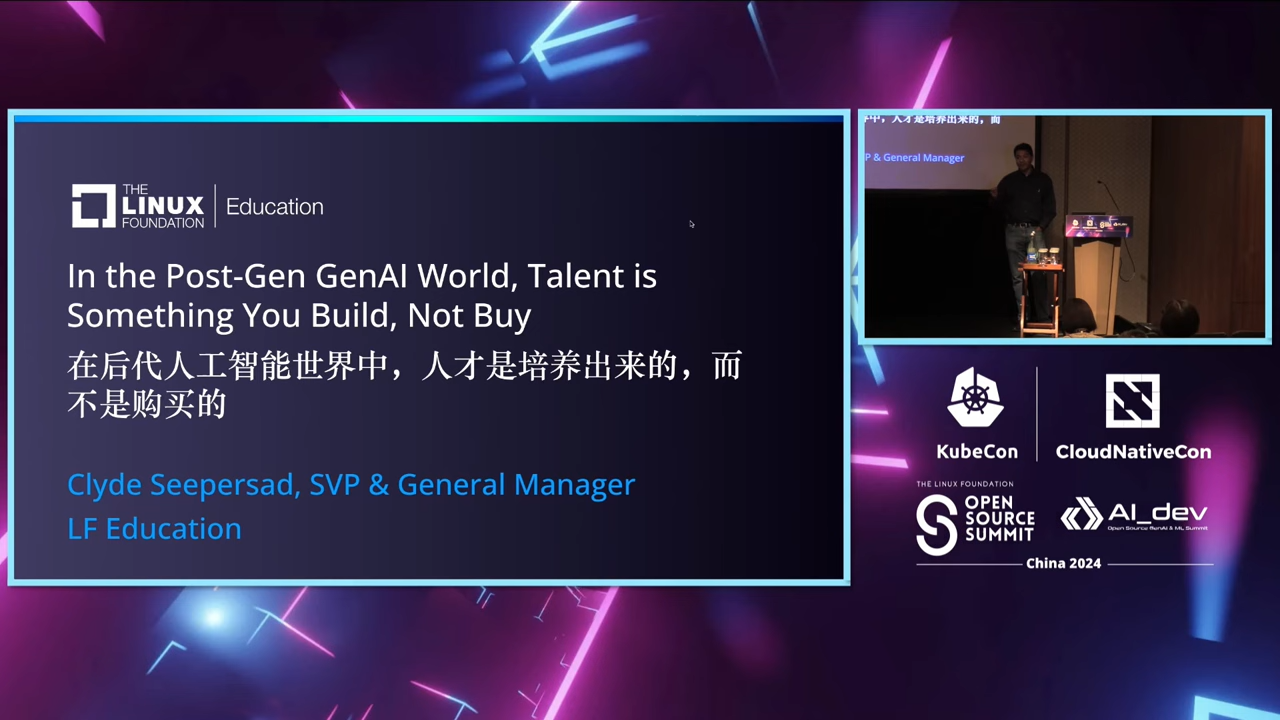 THE
LINUX
FOUNDATION
Education
In the Post-Gen GenAI World, Talent is
Something You Build, Not Buy
在后代人工智能世界中，人才是培养出来的，而
不是购买的
Clyde Seepersad, SVP & General Manager
LF Education
中，人才是培养出来的，而
P & General Manager
KubeCon
CloudNativeCon
THE LINUX FOUNDATION
OPEN
SOURCE
SUMMIT
AI_dev
Open Source GenAI & ML Summit
China 2024